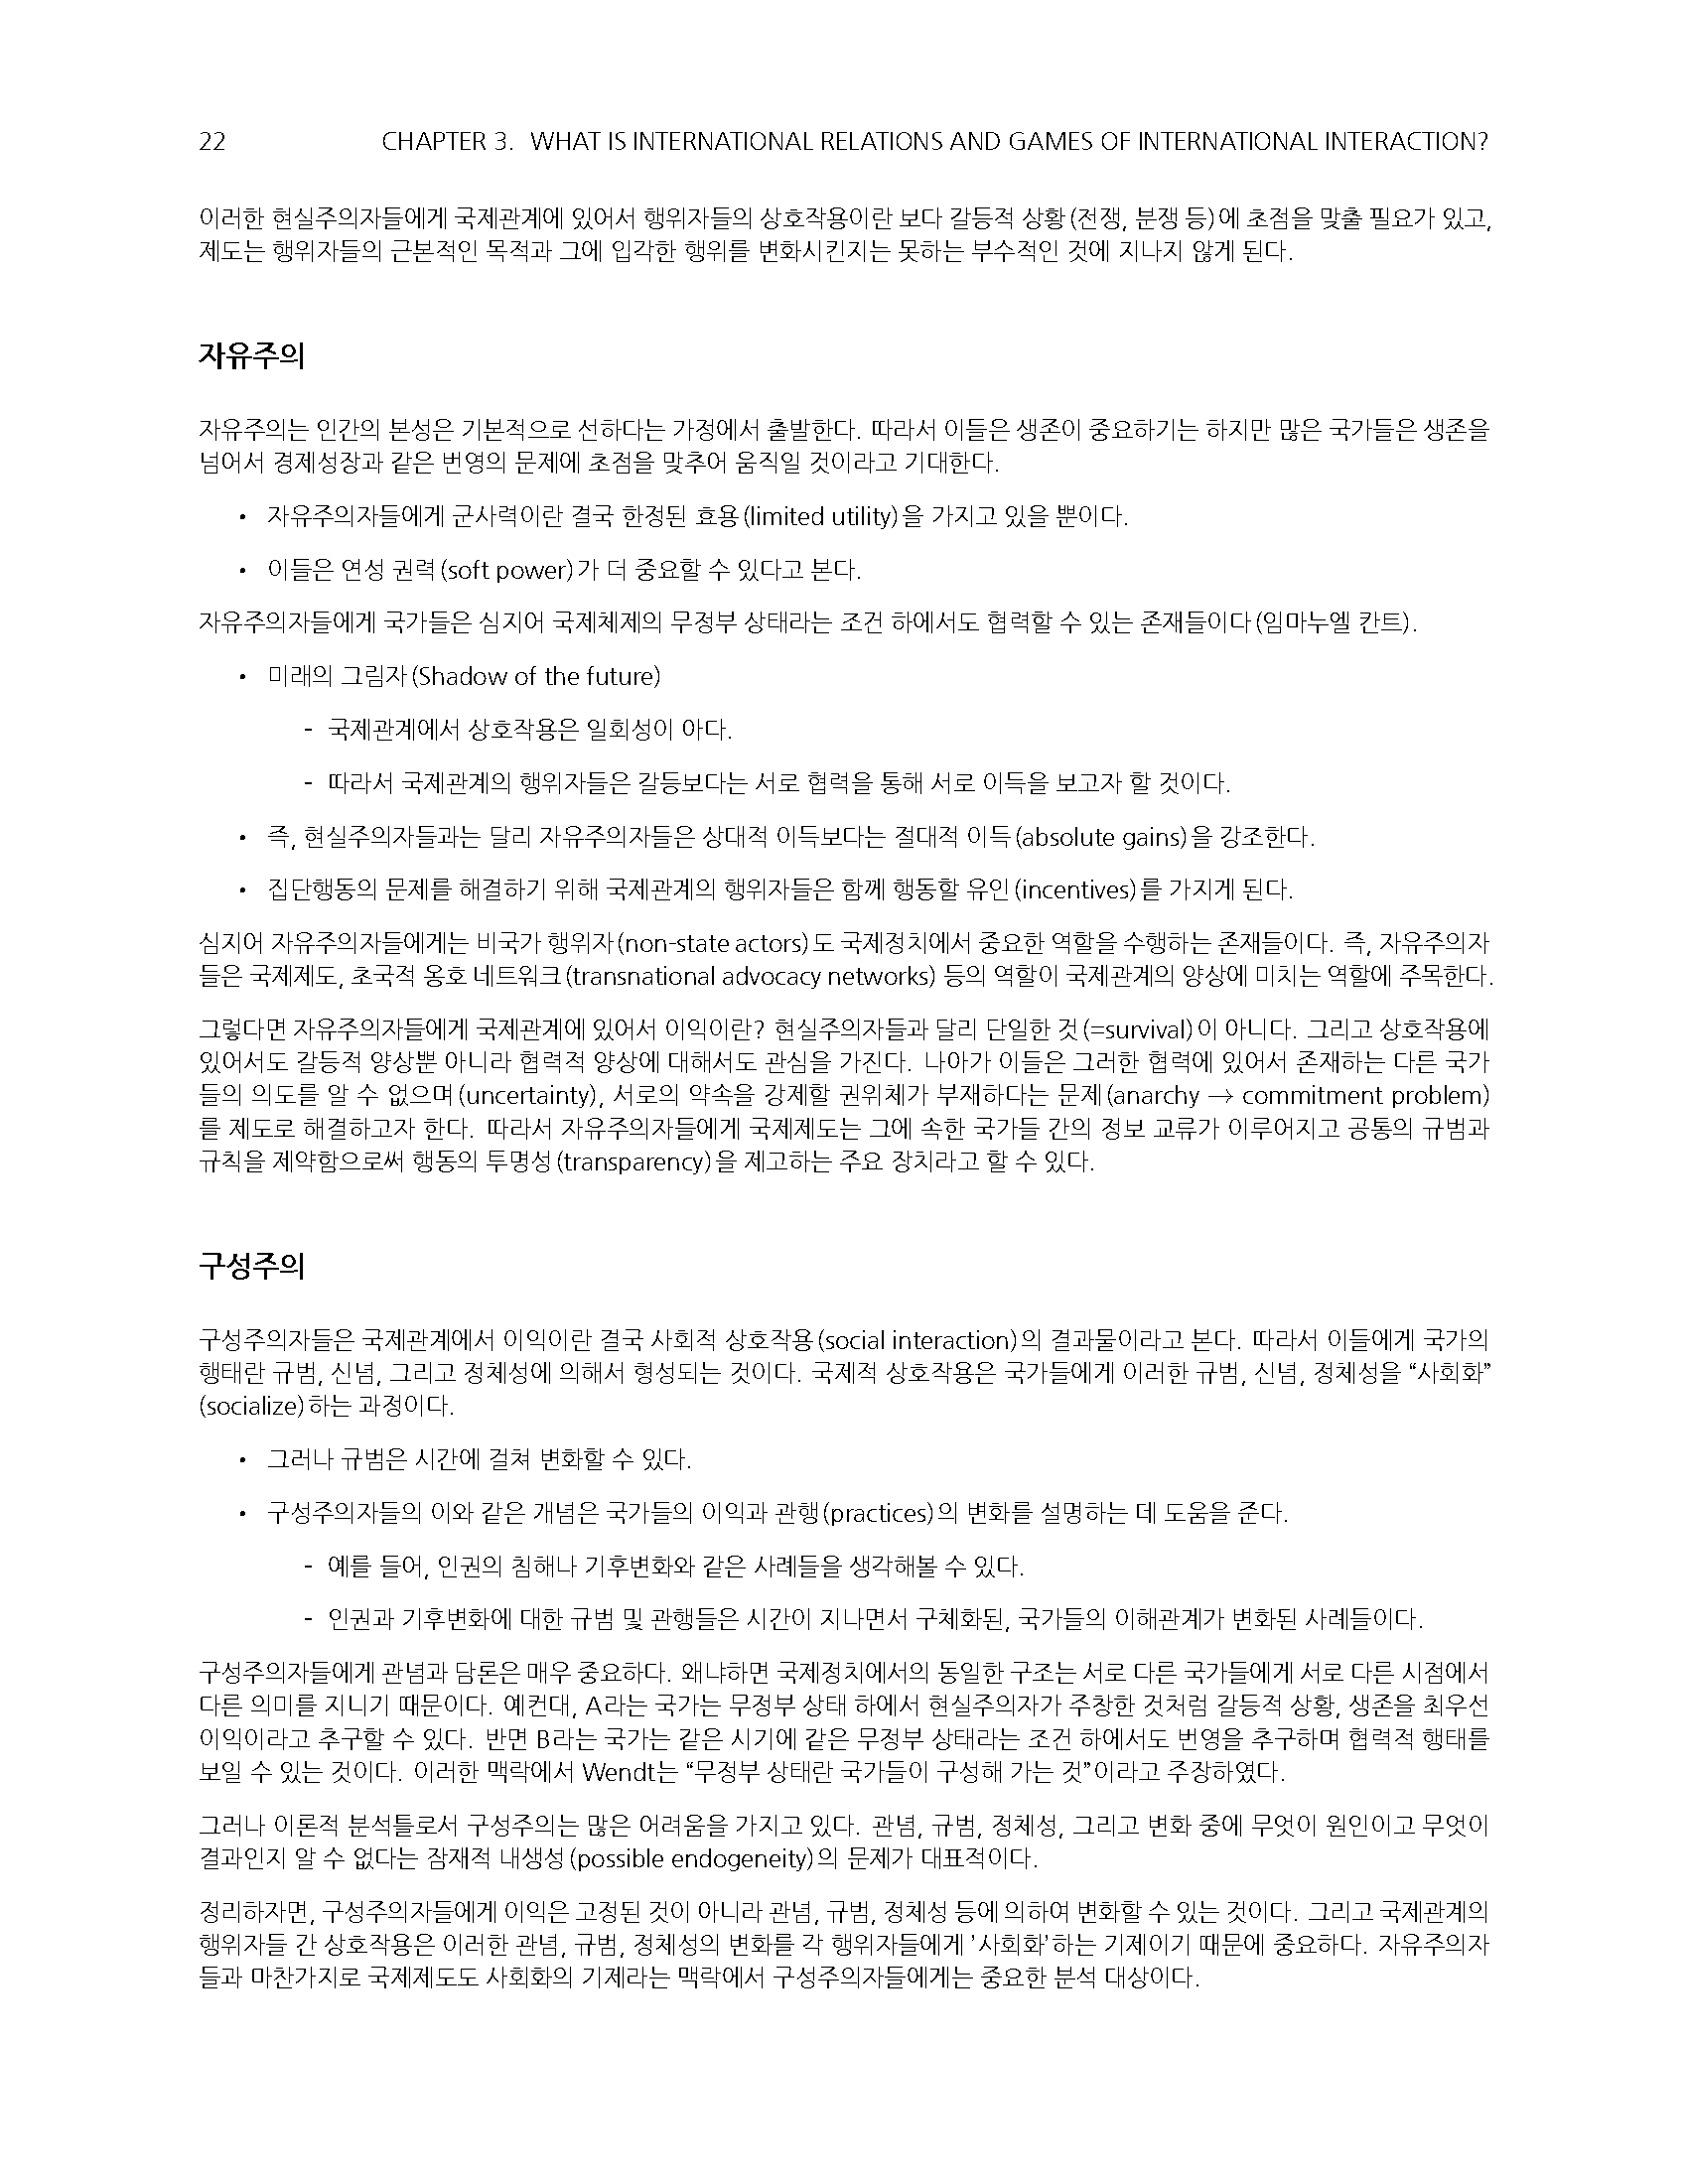 22 CHAPTER 3. WHAT IS INTERNATIONAL RELATIONS AND GAMES OF INTERNATIONAL INTERACTION?
이러한 현실주의자들에게 국제관계에 있어서 행위자들의 상호작용이란 보다 갈등적 상황(전쟁, 분쟁 등)에 초점을 맞출 필요가 있고,
제도는 행위자들의 근본적인 목적과 그에 입각한 행위를 변화시킨지는 못하는 부수적인 것에 지나지 않게 된다.
자유주의
자유주의는 인간의 본성은 기본적으로 선하다는 가정에서 출발한다. 따라서 이들은 생존이 중요하기는 하지만 많은 국가들은 생존을
넘어서 경제성장과 같은 번영의 문제에 초점을 맞추어 움직일 것이라고 기대한다.
• 자유주의자들에게 군사력이란 결국 한정된 효용(limited utility)을 가지고 있을 뿐이다.
• 이들은 연성 권력(soft power)가 더 중요할 수 있다고 본다.
자유주의자들에게 국가들은 심지어 국제체제의 무정부 상태라는 조건 하에서도 협력할 수 있는 존재들이다(임마누엘 칸트).
• 미래의 그림자(Shadow of the future)
- 국제관계에서 상호작용은 일회성이 아다.
- 따라서 국제관계의 행위자들은 갈등보다는 서로 협력을 통해 서로 이득을 보고자 할 것이다.
• 즉, 현실주의자들과는 달리 자유주의자들은 상대적 이득보다는 절대적 이득(absolute gains)을 강조한다.
• 집단행동의 문제를 해결하기 위해 국제관계의 행위자들은 함께 행동할 유인(incentives)를 가지게 된다.
심지어 자유주의자들에게는 비국가 행위자(non-state actors)도 국제정치에서 중요한 역할을 수행하는 존재들이다. 즉, 자유주의자
들은 국제제도, 초국적 옹호 네트워크(transnational advocacy networks) 등의 역할이 국제관계의 양상에 미치는 역할에 주목한다.
그렇다면 자유주의자들에게 국제관계에 있어서 이익이란? 현실주의자들과 달리 단일한 것(=survival)이 아니다. 그리고 상호작용에
있어서도 갈등적 양상뿐 아니라 협력적 양상에 대해서도 관심을 가진다. 나아가 이들은 그러한 협력에 있어서 존재하는 다른 국가
들의 의도를 알 수 없으며(uncertainty), 서로의 약속을 강제할 권위체가 부재하다는 문제(anarchy → commitment problem)
를 제도로 해결하고자 한다. 따라서 자유주의자들에게 국제제도는 그에 속한 국가들 간의 정보 교류가 이루어지고 공통의 규범과
규칙을 제약함으로써 행동의 투명성(transparency)을 제고하는 주요 장치라고 할 수 있다.
구성주의
구성주의자들은 국제관계에서 이익이란 결국 사회적 상호작용(social interaction)의 결과물이라고 본다. 따라서 이들에게 국가의
행태란 규범, 신념, 그리고 정체성에 의해서 형성되는 것이다. 국제적 상호작용은 국가들에게 이러한 규범, 신념, 정체성을 “사회화”
(socialize)하는 과정이다.
• 그러나 규범은 시간에 걸쳐 변화할 수 있다.
• 구성주의자들의 이와 같은 개념은 국가들의 이익과 관행(practices)의 변화를 설명하는 데 도움을 준다.
- 예를 들어, 인권의 침해나 기후변화와 같은 사례들을 생각해볼 수 있다.
- 인권과 기후변화에 대한 규범 및 관행들은 시간이 지나면서 구체화된, 국가들의 이해관계가 변화된 사례들이다.
구성주의자들에게 관념과 담론은 매우 중요하다. 왜냐하면 국제정치에서의 동일한 구조는 서로 다른 국가들에게 서로 다른 시점에서
다른 의미를 지니기 때문이다. 예컨대, A라는 국가는 무정부 상태 하에서 현실주의자가 주창한 것처럼 갈등적 상황, 생존을 최우선
이익이라고 추구할 수 있다. 반면 B라는 국가는 같은 시기에 같은 무정부 상태라는 조건 하에서도 번영을 추구하며 협력적 행태를
보일 수 있는 것이다. 이러한 맥락에서 Wendt는 “무정부 상태란 국가들이 구성해 가는 것”이라고 주장하였다.
그러나 이론적 분석틀로서 구성주의는 많은 어려움을 가지고 있다. 관념, 규범, 정체성, 그리고 변화 중에 무엇이 원인이고 무엇이
결과인지 알 수 없다는 잠재적 내생성(possible endogeneity)의 문제가 대표적이다.
정리하자면, 구성주의자들에게 이익은 고정된 것이 아니라 관념, 규범, 정체성 등에 의하여 변화할 수 있는 것이다. 그리고 국제관계의
행위자들 간 상호작용은 이러한 관념, 규범, 정체성의 변화를 각 행위자들에게 ’사회화’하는 기제이기 때문에 중요하다. 자유주의자
들과 마찬가지로 국제제도도 사회화의 기제라는 맥락에서 구성주의자들에게는 중요한 분석 대상이다.